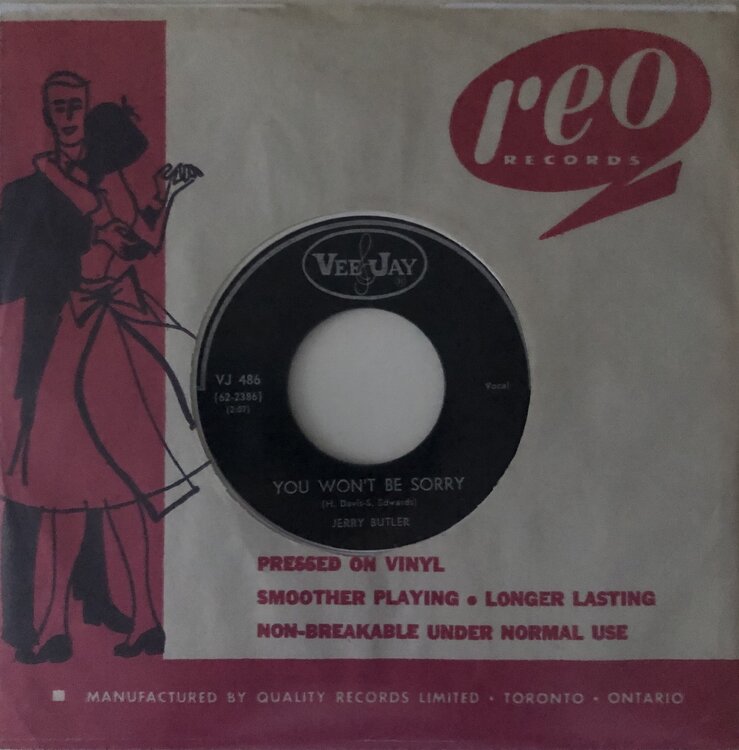 reo
RECORDS
VEE JAY
VJ 486
(62-2386)
(2:07)
Vocal
YOU WON'T BE SORRY
(H. Davis-S. Edwards)
JERRY BUTLER
PRESSED ON VINYL
SMOOTHER PLAYING • LONGER LASTING
NON-BREAKABLE UNDER NORMAL USE
MANUFACTURED BY QUALITY RECORDS LIMITED • TORONTO • ONTARIO